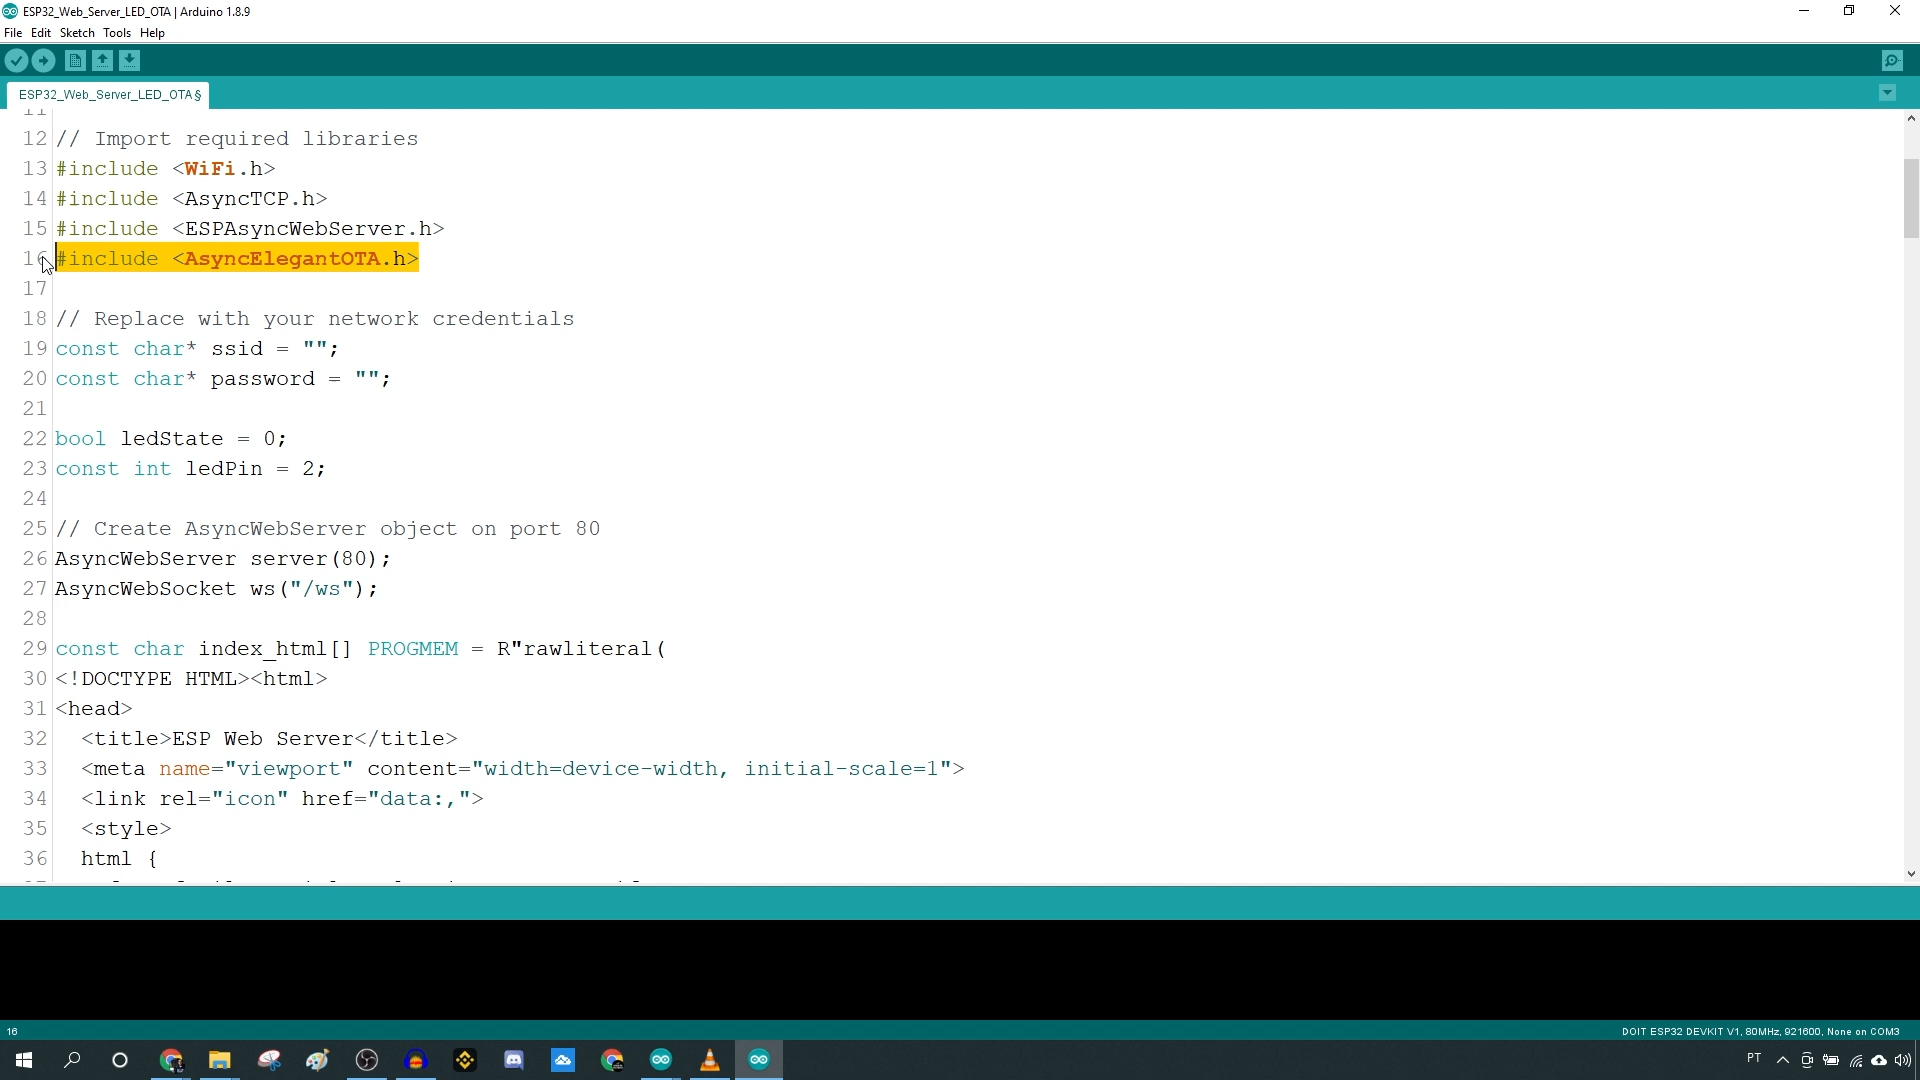 ESP32_Web_Server_LED_OTA | Arduino 1.8.9
File Edit Sketch Tools Help
ESP32_Web_Server_LED_OTA §
11
12 // Import required libraries
13 #include <WiFi.h>
14 #include <AsyncTCP.h>
15 #include <ESPAsyncWebServer.h>
16 #include <AsyncElegantOTA.h>
17
18 // Replace with your network credentials
19 const char* ssid = "";
20 const char* password = "";
21
22 bool ledState = 0;
23 const int ledPin = 2;
24
25 // Create AsyncWebServer object on port 80
26 AsyncWebServer server(80);
27 AsyncWebSocket ws("/ws");
28
29 const char index_html[] PROGMEM = R"rawliteral(
30 <!DOCTYPE HTML><html>
31 <head>
32 <title>ESP Web Server</title>
33 <meta name="viewport" content="width=device-width, initial-scale=1">
34 <link rel="icon" href="data:,">
35 <style>
36 html {
16
DOIT ESP32 DEVKIT V1, 80MHz, 921600, None on COM3
PT